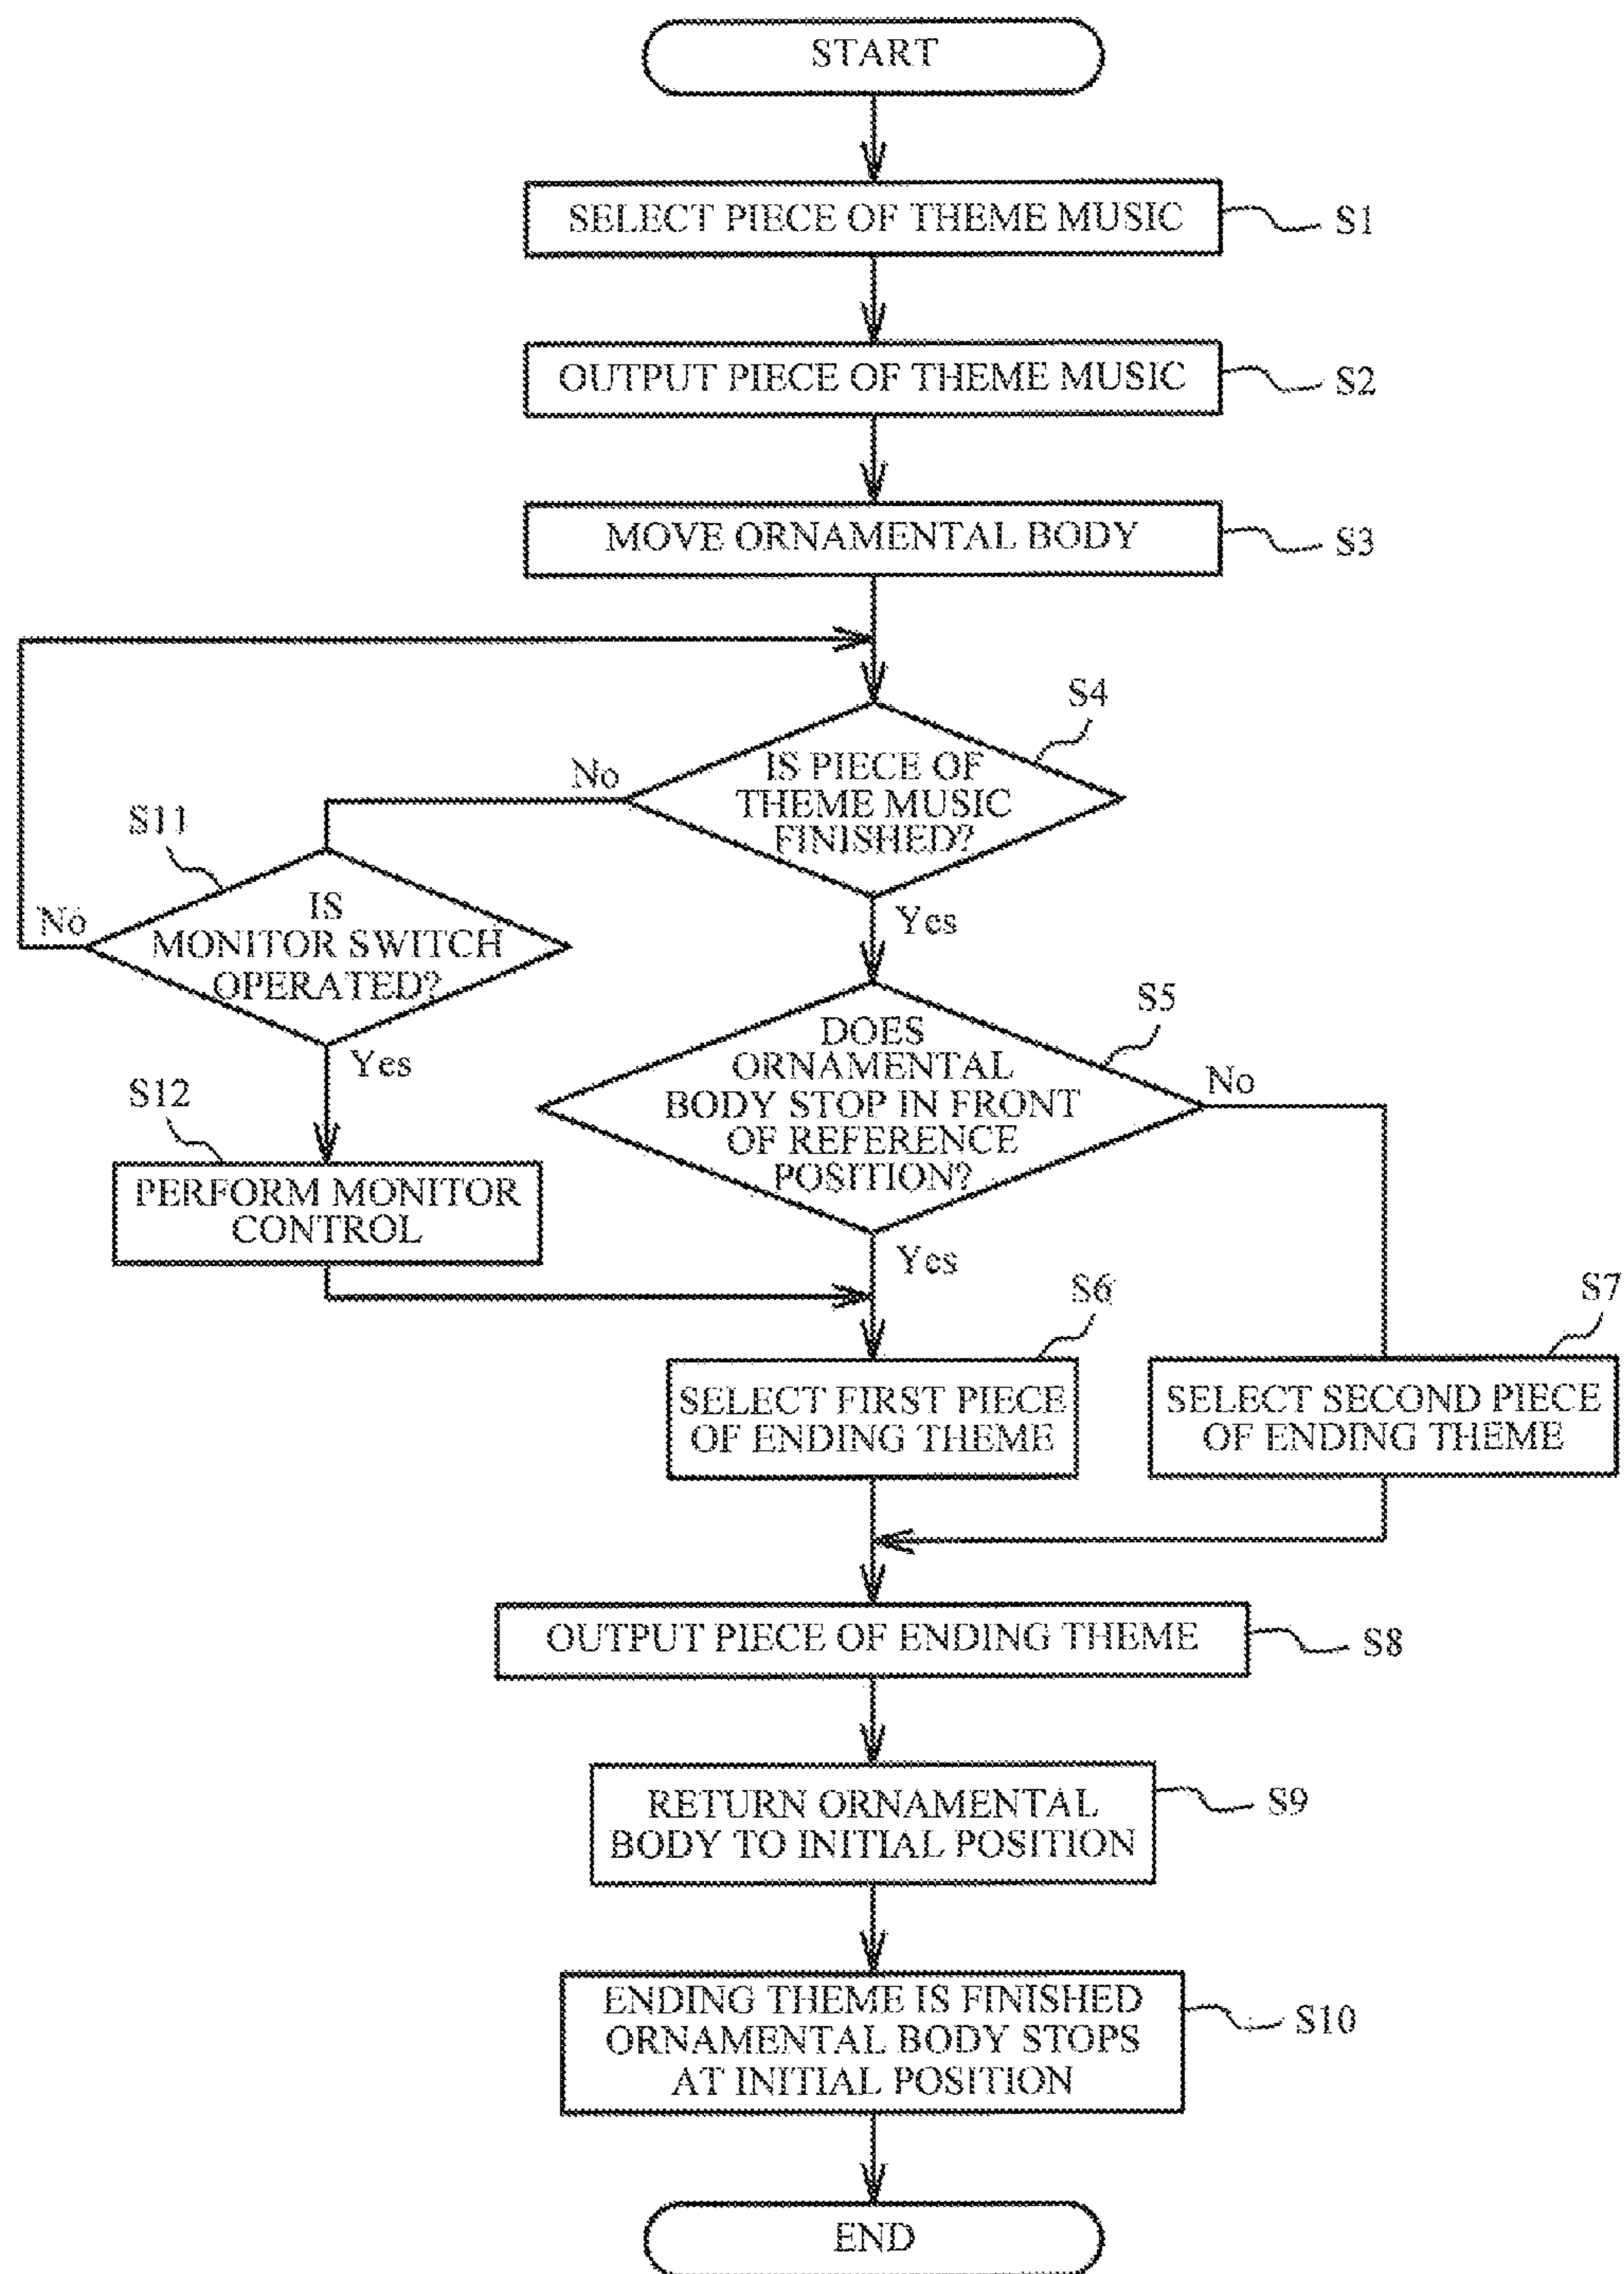 START
SELECT PIECE OF THEME MUSIC
S1
OUTPUT PIECE OF THEME MUSIC
S2
MOVE ORNAMENTAL BODY
S3
S4
IS PIECE OF
THEME MUSIC
FINISHED?
No
Yes
S11
IS
MONITOR SWITCH
OPERATED?
No
Yes
S12
PERFORM MONITOR
CONTROL
S5
DOES
ORNAMENTAL
BODY STOP IN FRONT
OF REFERENCE
POSITION?
No
Yes
S6
SELECT FIRST PIECE
OF ENDING THEME
S7
SELECT SECOND PIECE
OF ENDING THEME
OUTPUT PIECE OF ENDING THEME
S8
RETURN ORNAMENTAL
BODY TO INITIAL POSITION
S9
ENDING THEME IS FINISHED
ORNAMENTAL BODY STOPS
AT INITIAL POSITION
S10
END